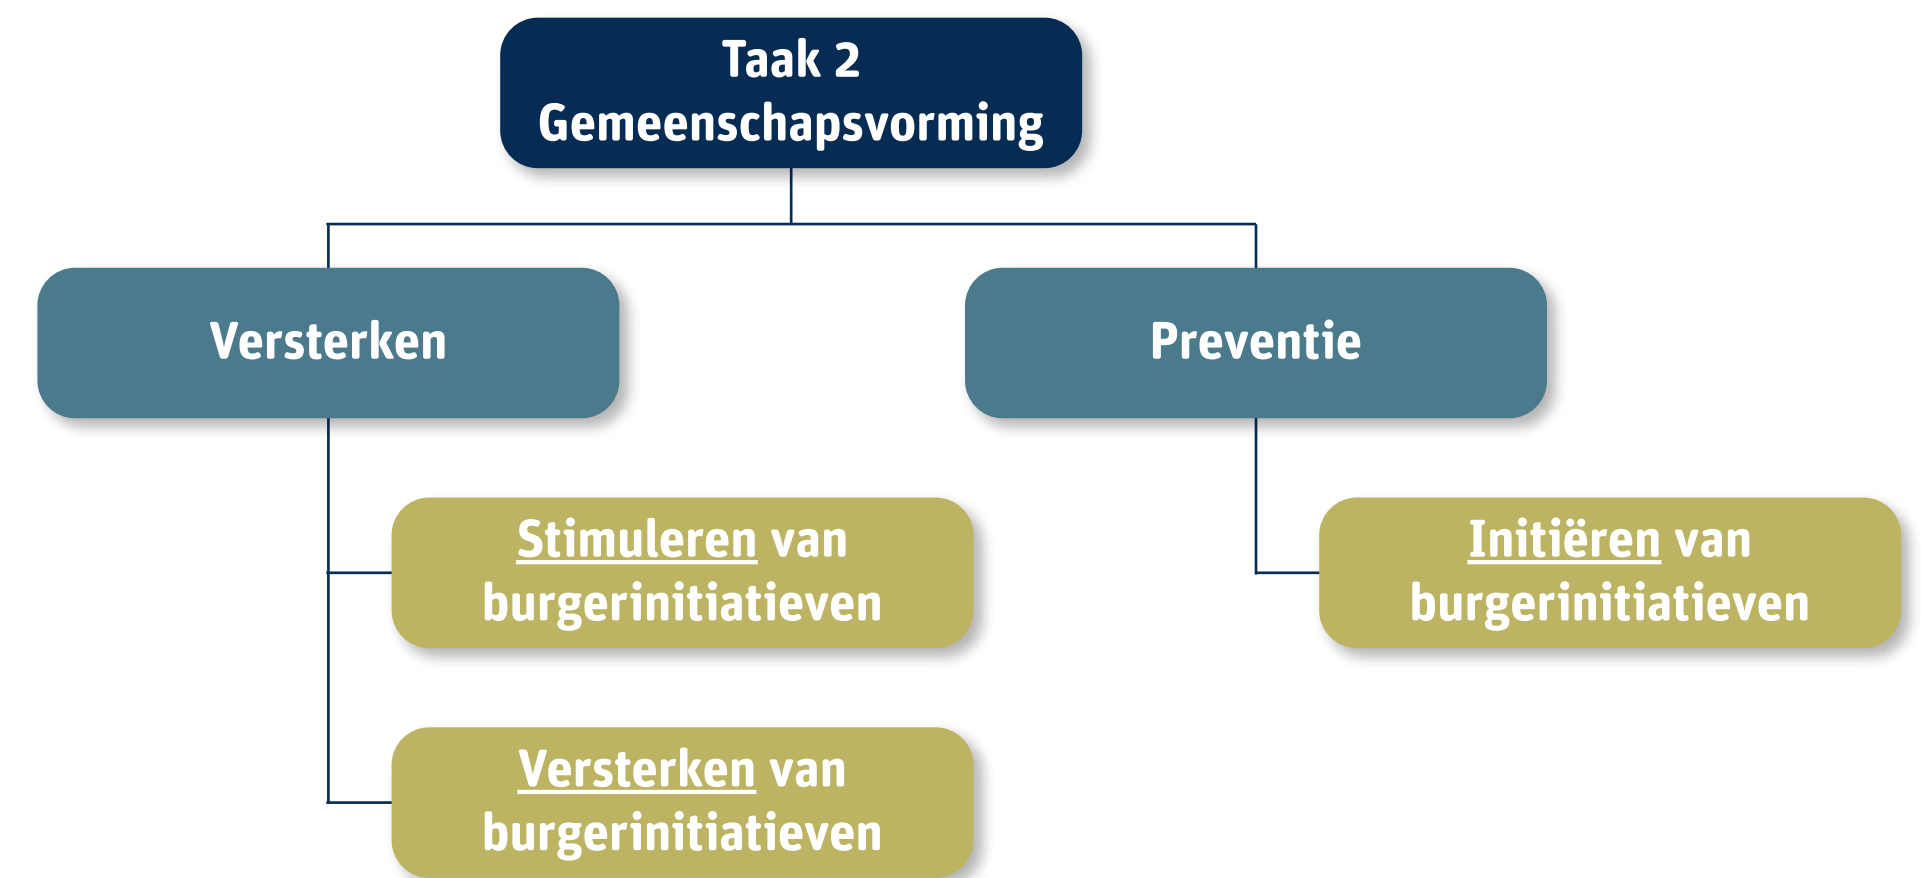 Taak 2
Gemeenschapsvorming
Versterken
Preventie
Stimuleren van
burgerinitiatieven
Initiëren van
burgerinitiatieven
Versterken van
burgerinitiatieven